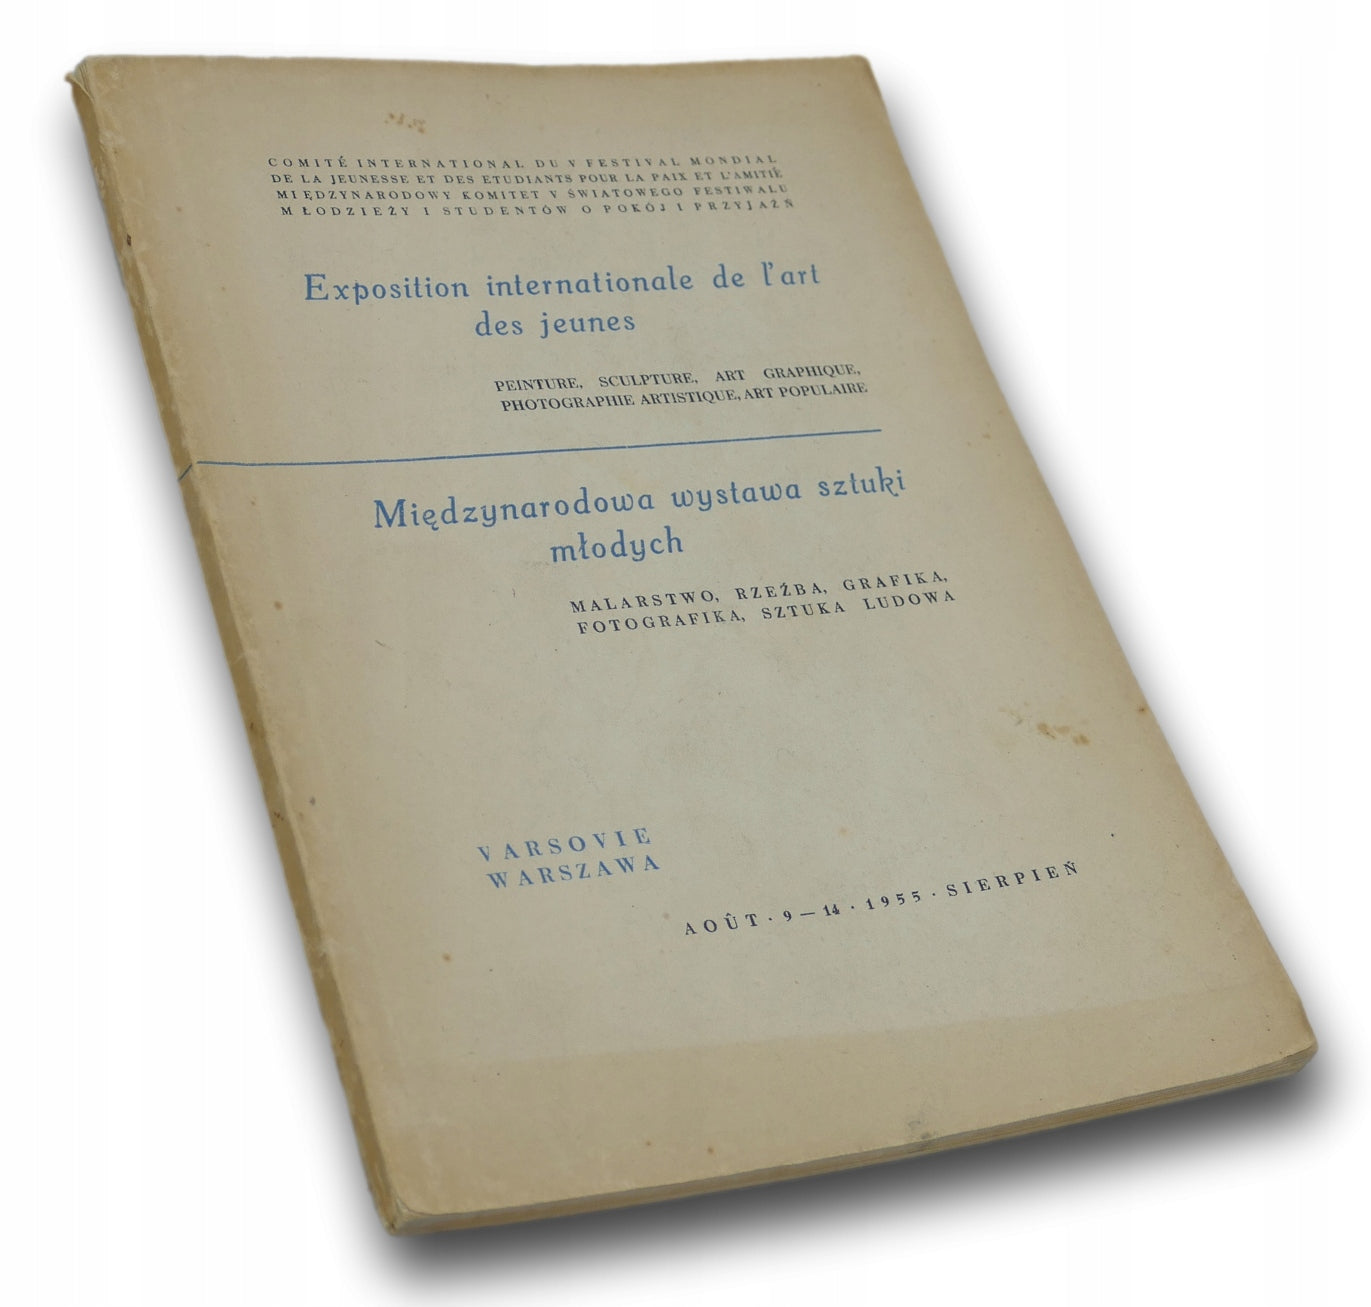 COMITÉ INTERNATIONAL DU V FESTIVAL MONDIAL
DE LA JEUNESSE ET DES ETUDIANTS POUR LA PAIX ET L'AMITIÉ
MIĘDZYNARODOWY KOMITET V ŚWIATOWEGO FESTIWALU
MŁODZIEŻY I STUDENTÓW O POKÓJ I PRZYJAŹŃ
Exposition internationale de l'art
des jeunes
PEINTURE, SCULPTURE, ART GRAPHIQUE,
PHOTOGRAPHIE ARTISTIQUE, ART POPULAIRE
Międzynarodowa wystawa sztuki
młodych
MALARSTWO, RZEŹBA, GRAFIKA,
FOTOGRAFIKA, SZTUKA LUDOWA
VARSOVIE
WARSZAWA
AOÛT · 9 — 14 · 1955 · SIERPIEŃ